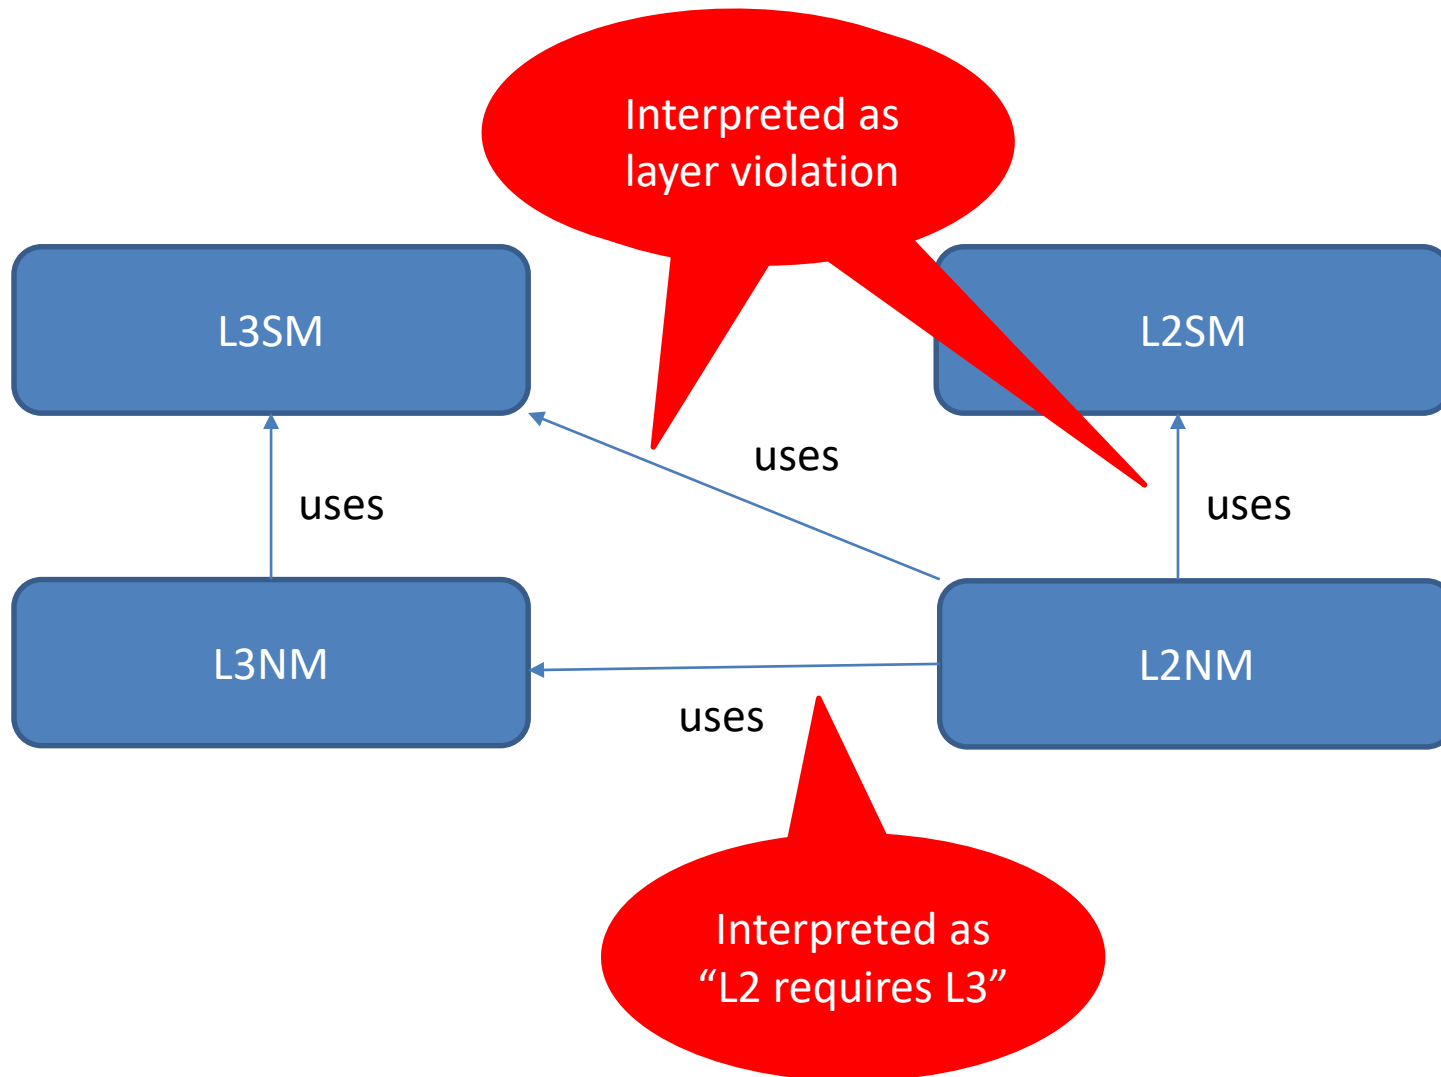 Interpreted as
layer violation
L3SM
L2SM
uses
uses
uses
L3NM
L2NM
uses
Interpreted as
“L2 requires L3”